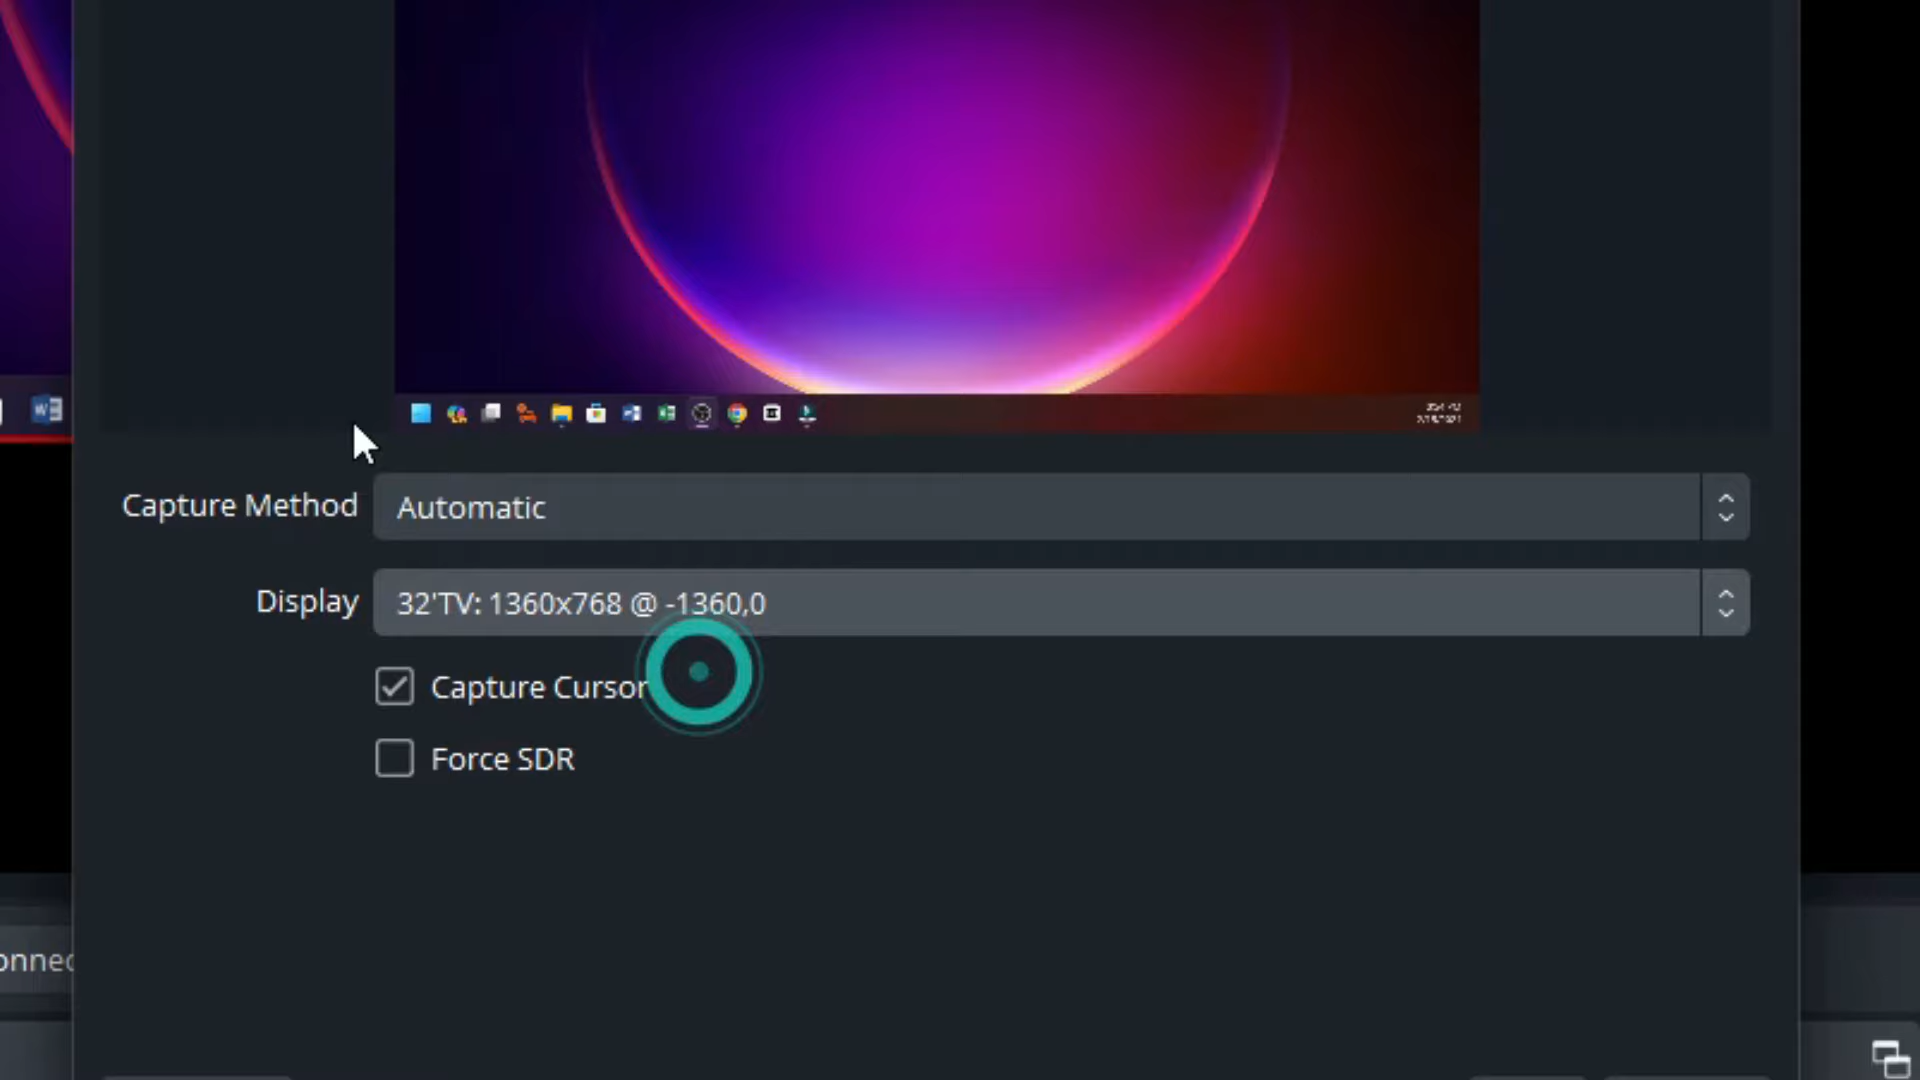 Capture Method
Automatic
Display
32'TV: 1360x768 @ -1360,0
Capture Cursor
Force SDR
onnec